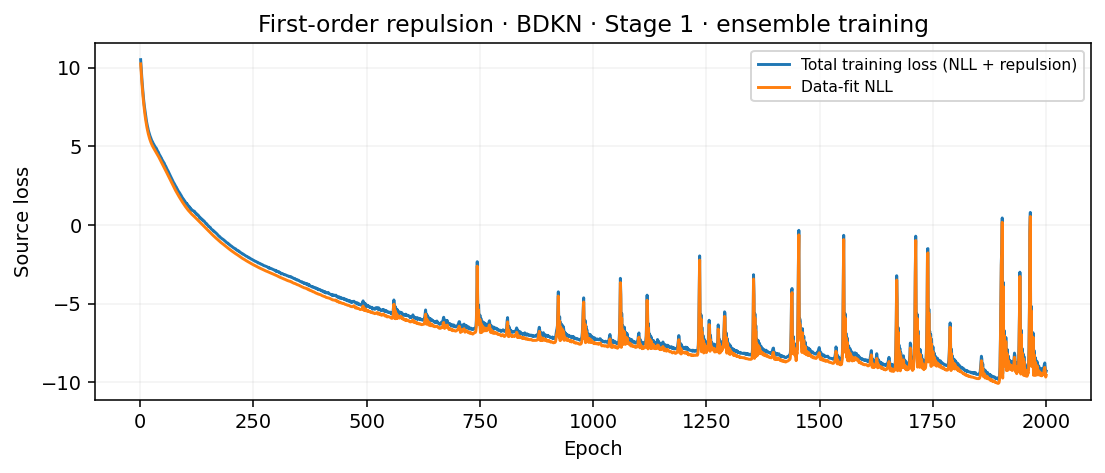 First-order repulsion · BDKN · Stage 1 · ensemble training
Total training loss (NLL + repulsion)
Data-fit NLL
Source loss
10
5
0
−5
−10
0 250 500 750 1000 1250 1500 1750 2000
Epoch